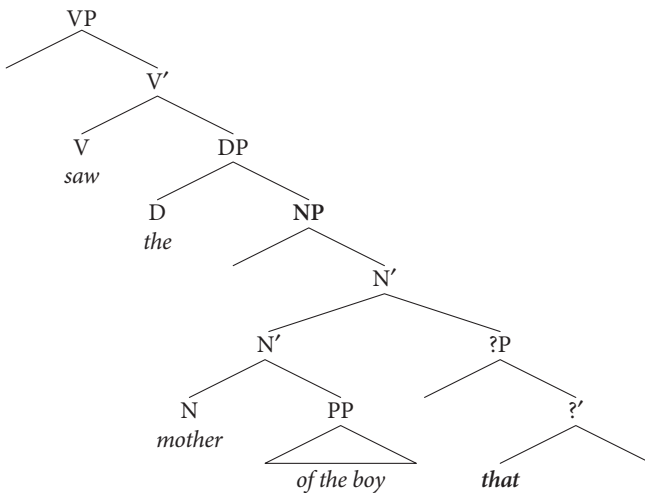 VP
V′
V DP
saw
D NP
the
N′
N′ ?P
N PP ?′
mother
of the boy that